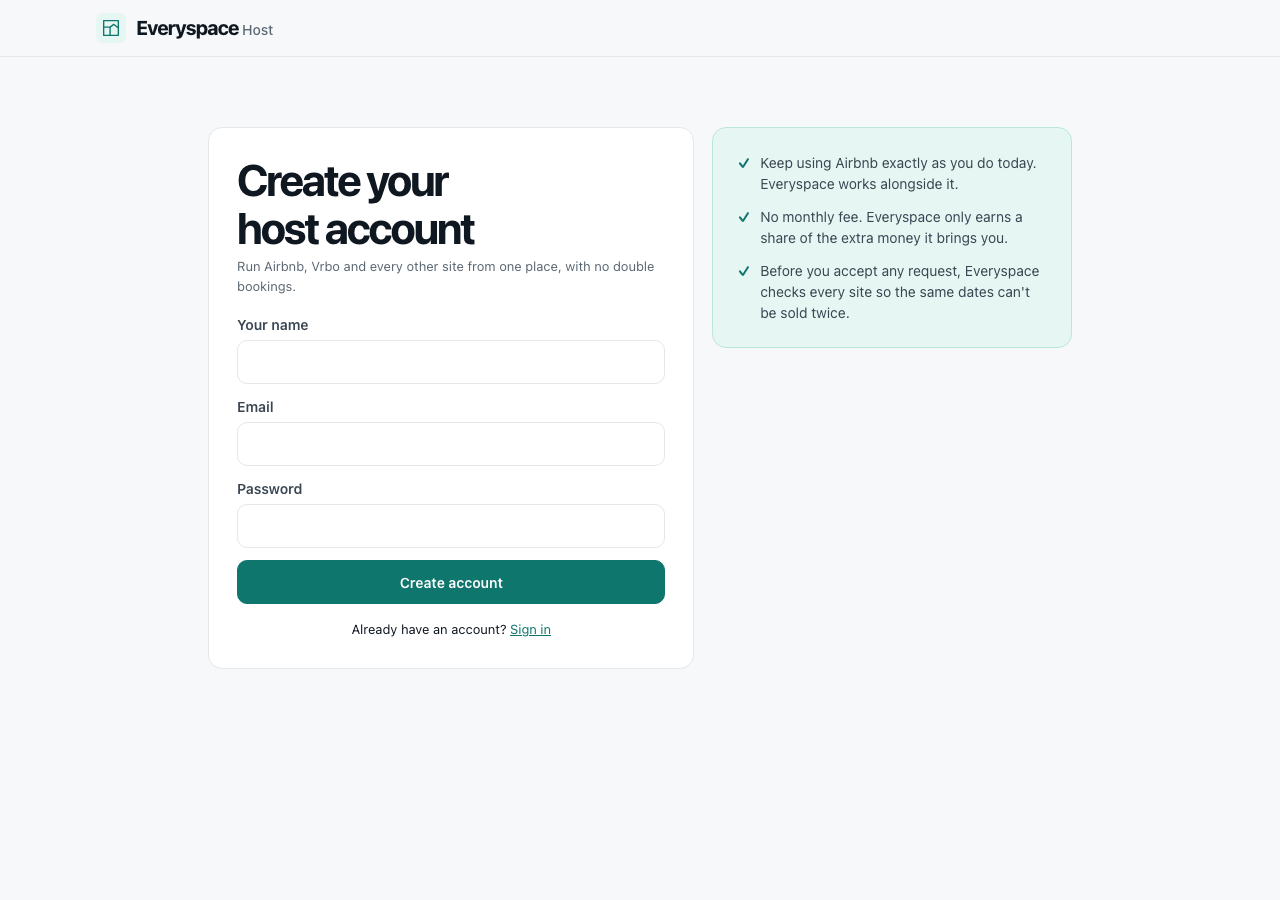 Everyspace Host
Create your
host account
Run Airbnb, Vrbo and every other site from one place, with no double
bookings.
Your name
Email
Password
Create account
Already have an account? Sign in
Keep using Airbnb exactly as you do today.
Everyspace works alongside it.
No monthly fee. Everyspace only earns a
share of the extra money it brings you.
Before you accept any request, Everyspace
checks every site so the same dates can't
be sold twice.